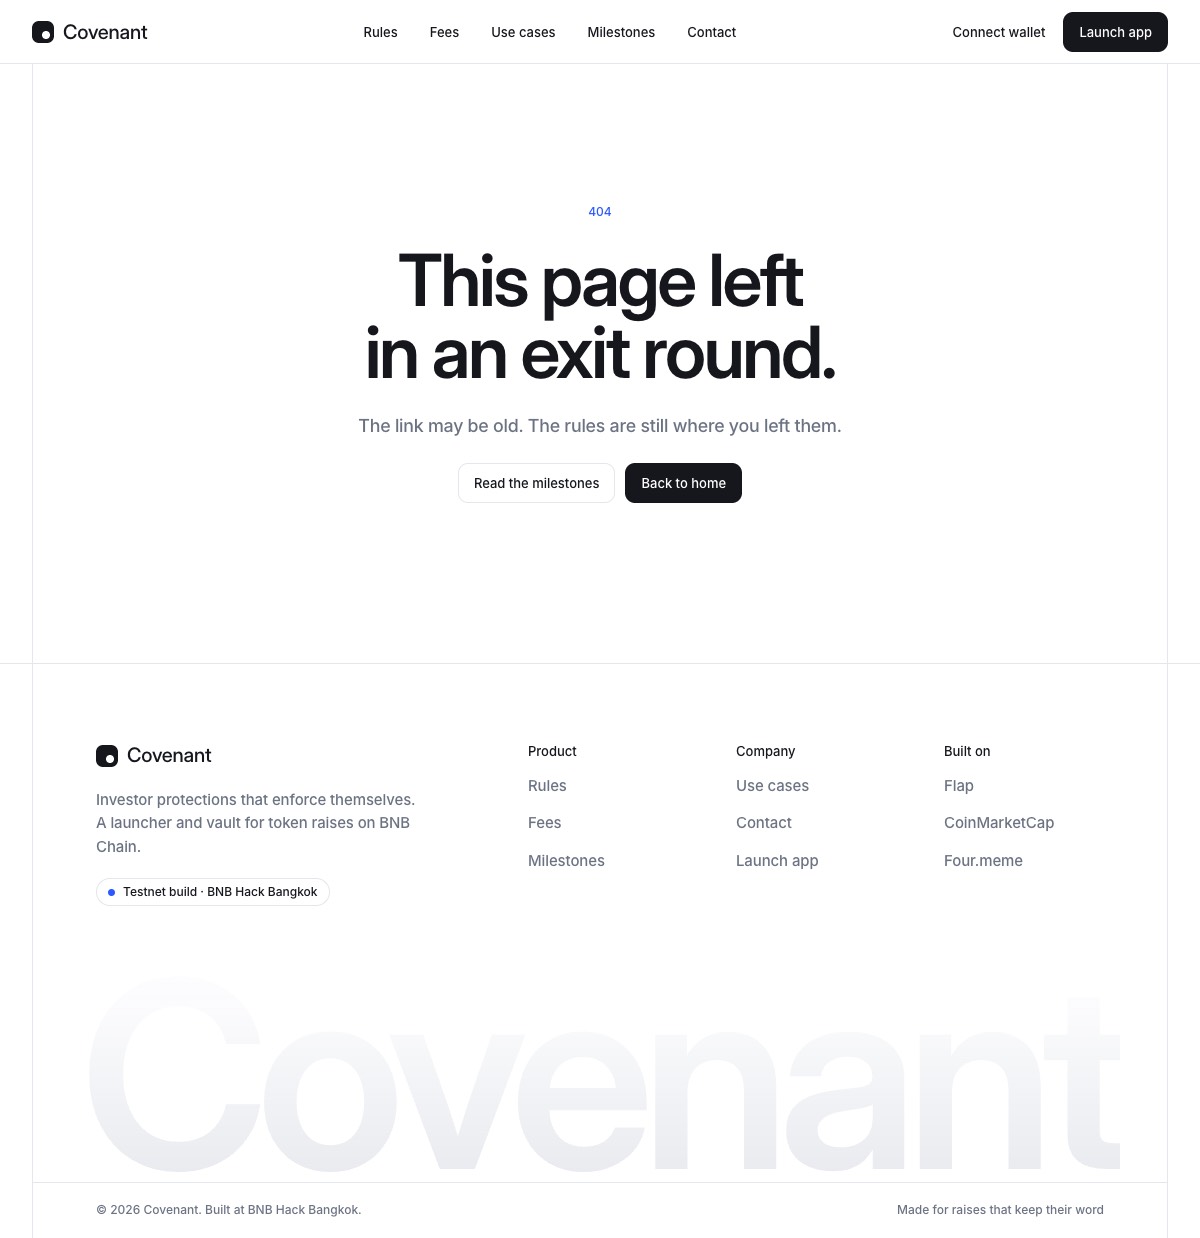 Covenant
Rules
Fees
Use cases
Milestones
Contact
Connect wallet
Launch app
404
This page left
in an exit round.
The link may be old. The rules are still where you left them.
Read the milestones
Back to home
Covenant
Investor protections that enforce themselves.
A launcher and vault for token raises on BNB
Chain.
Testnet build · BNB Hack Bangkok
Product
Rules
Fees
Milestones
Company
Use cases
Contact
Launch app
Built on
Flap
CoinMarketCap
Four.meme
Covenant
© 2026 Covenant. Built at BNB Hack Bangkok.
Made for raises that keep their word